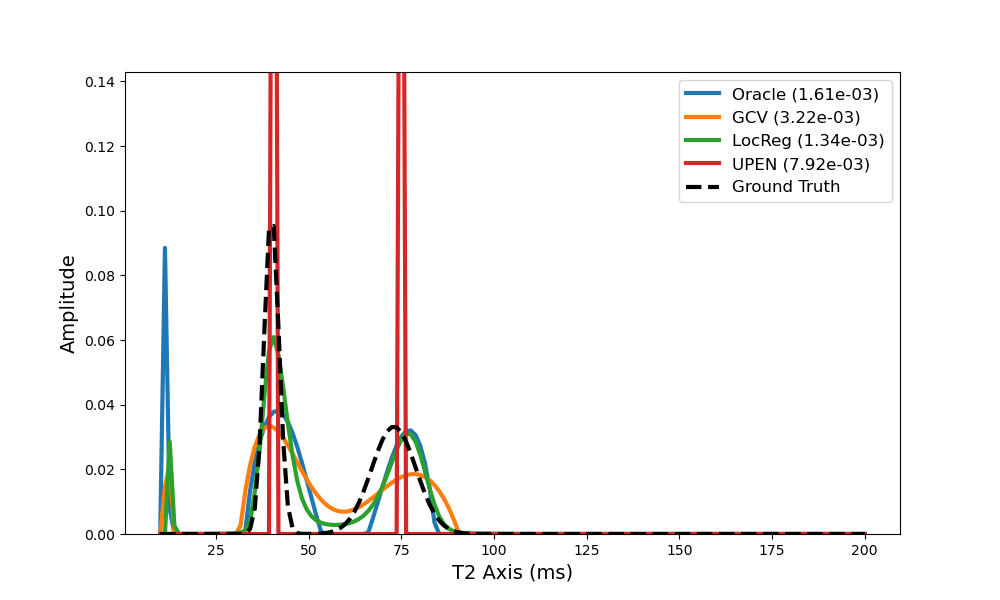 0.14
0.12
0.10
0.08
0.06
0.04
0.02
0.00
Amplitude
Oracle (1.61e-03)
GCV (3.22e-03)
LocReg (1.34e-03)
UPEN (7.92e-03)
Ground Truth
25 50 75 100 125 150 175 200
T2 Axis (ms)